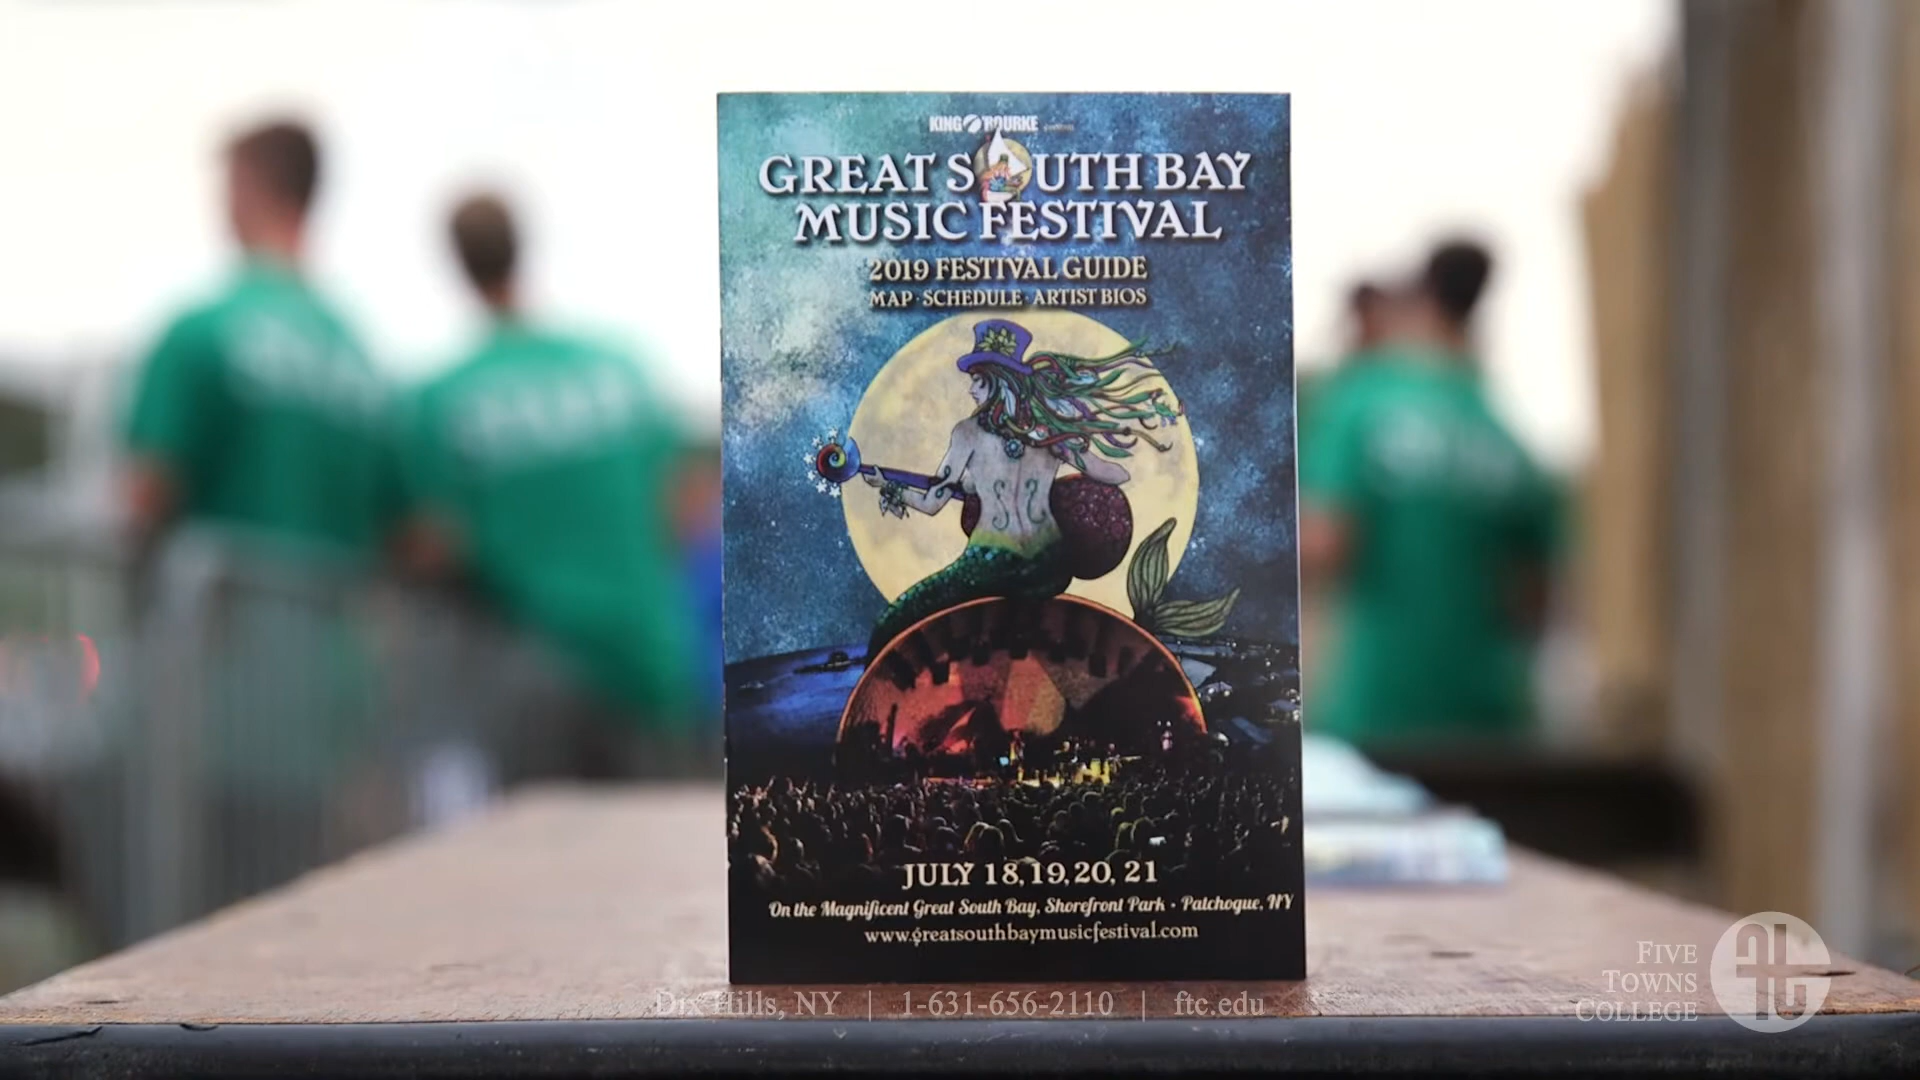 KING O'ROURKE
GREAT SOUTH BAY
MUSIC FESTIVAL
2019 FESTIVAL GUIDE
MAP · SCHEDULE · ARTIST BIOS
JULY 18, 19, 20, 21
On the Magnificent Great South Bay, Shorefront Park • Patchogue, NY
www.greatsouthbaymusicfestival.com
Dix Hills, NY | 1-631-656-2110 | ftc.edu
FIVE
TOWNS
COLLEGE